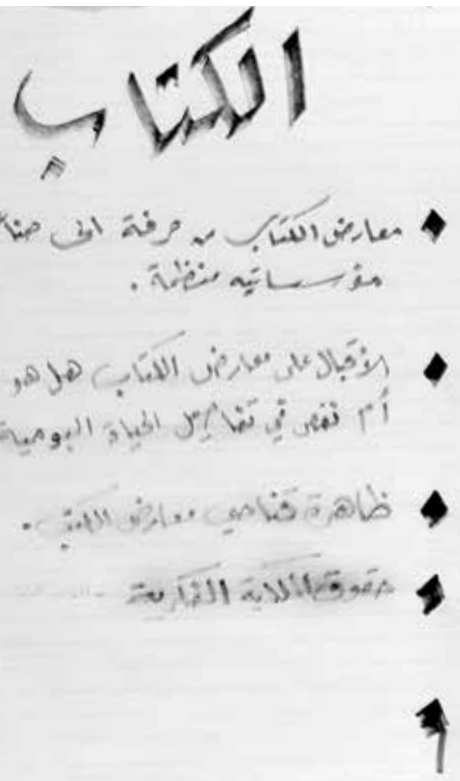 الكتاب
معارض الكتاب من حرفة الى
مؤسساتيه منظمة .
الاقبال على معارض الكتاب هل هو
أم نقص في تفاصيل الحياة اليومية
ظاهرة تنامي معارض الكتب .
حقوق الملكية الفكرية